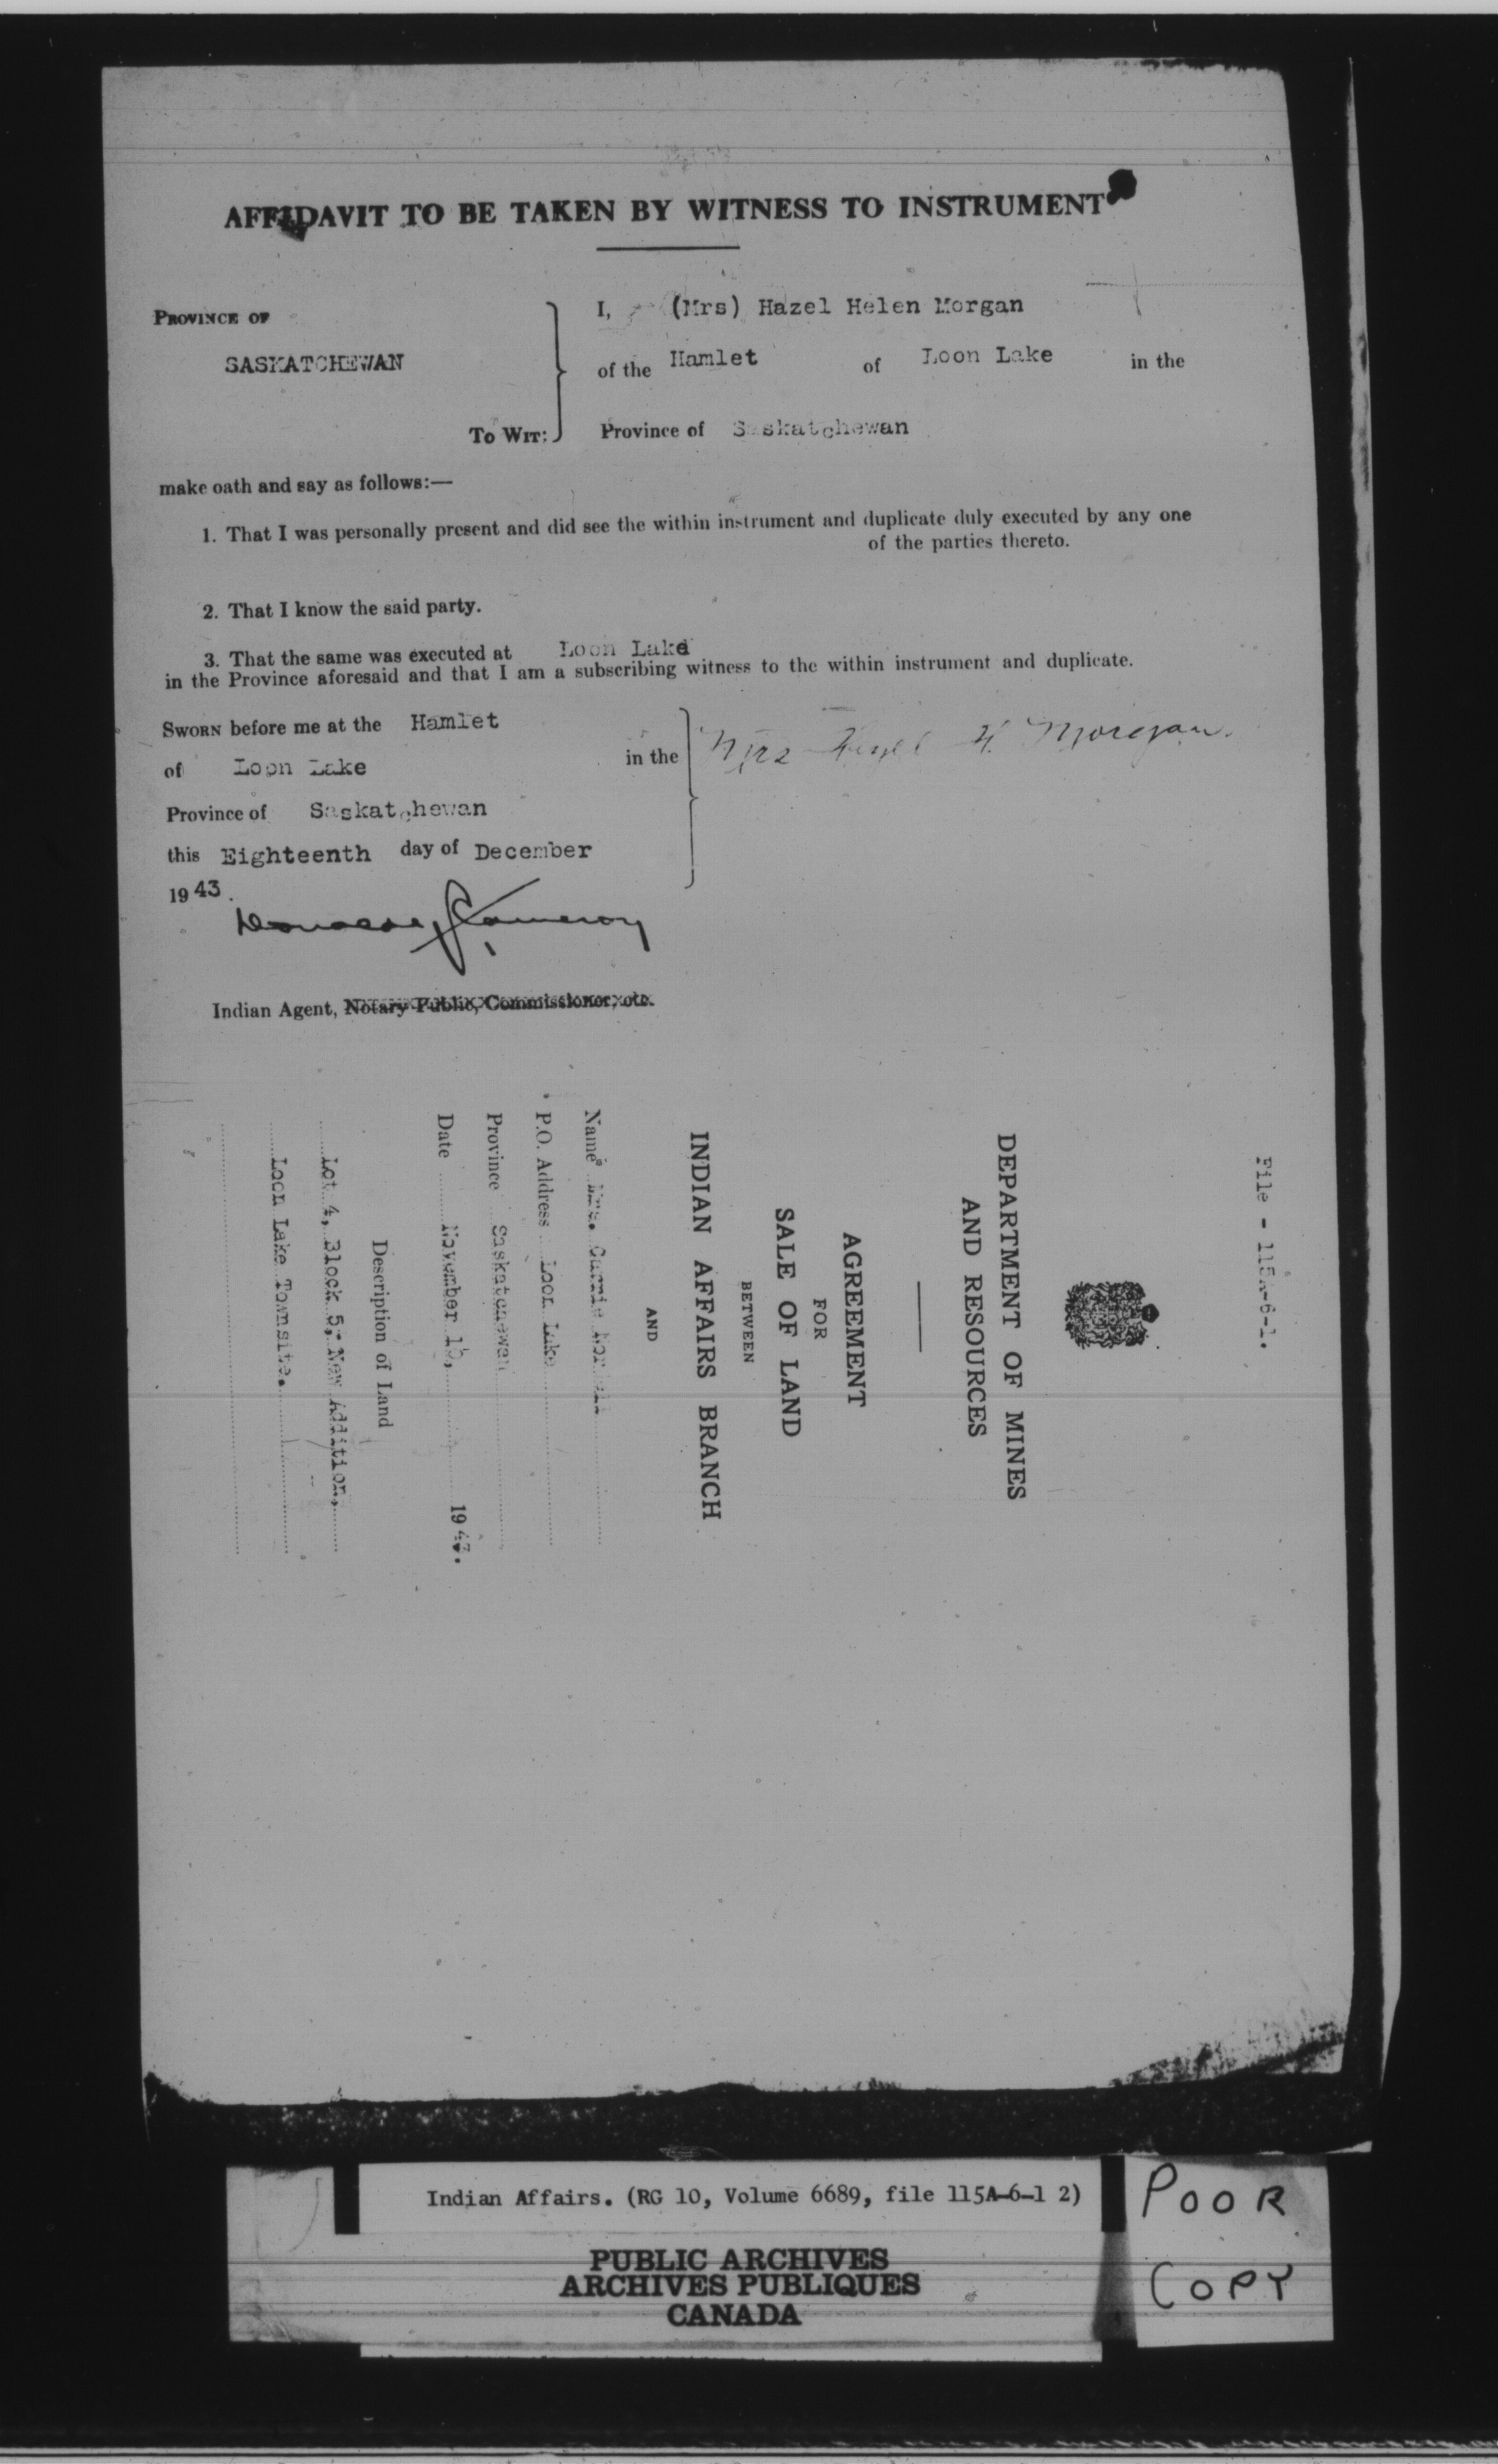 AFFIDAVIT TO BE TAKEN BY WITNESS TO INSTRUMENT
PROVINCE OF
SASKATCHEWAN
TO WIT:
I, (Mrs) Hazel Helen Morgan
of the Hamlet of Loon Lake in the
Province of Saskatchewan
make oath and say as follows:—
1. That I was personally present and did see the within instrument and duplicate duly executed by any one
of the parties thereto.
2. That I know the said party.
3. That the same was executed at Loon Lake
in the Province aforesaid and that I am a subscribing witness to the within instrument and duplicate.
SWORN before me at the Hamlet
of Loon Lake in the
Province of Saskatchewan
this Eighteenth day of December
1943.
Mrs Hazel H. Morgan.
Indian Agent, Notary Public, Commissioner, etc.
File - 115A-6-1.
DEPARTMENT OF MINES
AND RESOURCES
AGREEMENT
FOR
SALE OF LAND
BETWEEN
INDIAN AFFAIRS BRANCH
AND
Name Mrs. Carrie
P.O. Address Loon Lake
Province Saskatchewan
Date November 1943.
Description of Land
Lot 4, Block 5, New Addition,
Loon Lake Townsite.
Indian Affairs. (RG 10, Volume 6689, file 115A-6-1 2)
PUBLIC ARCHIVES
ARCHIVES PUBLIQUES
CANADA
POOR
COPY